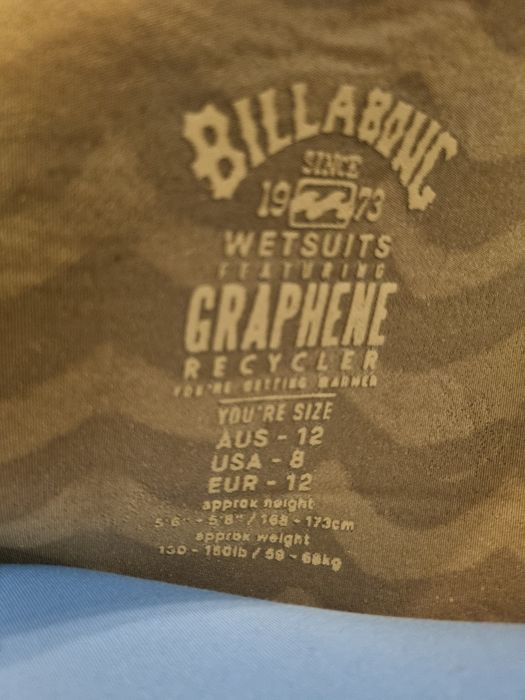 BILLABONG
SINCE
19 73
WETSUITS
FEATURING
GRAPHENE
RECYCLER
YOU'RE GETTING WARMER
YOU'RE SIZE
AUS - 12
USA - 8
EUR - 12
approx height
5'6" - 5'8" / 168 - 173cm
approx weight
130 - 150lb / 59 - 68kg